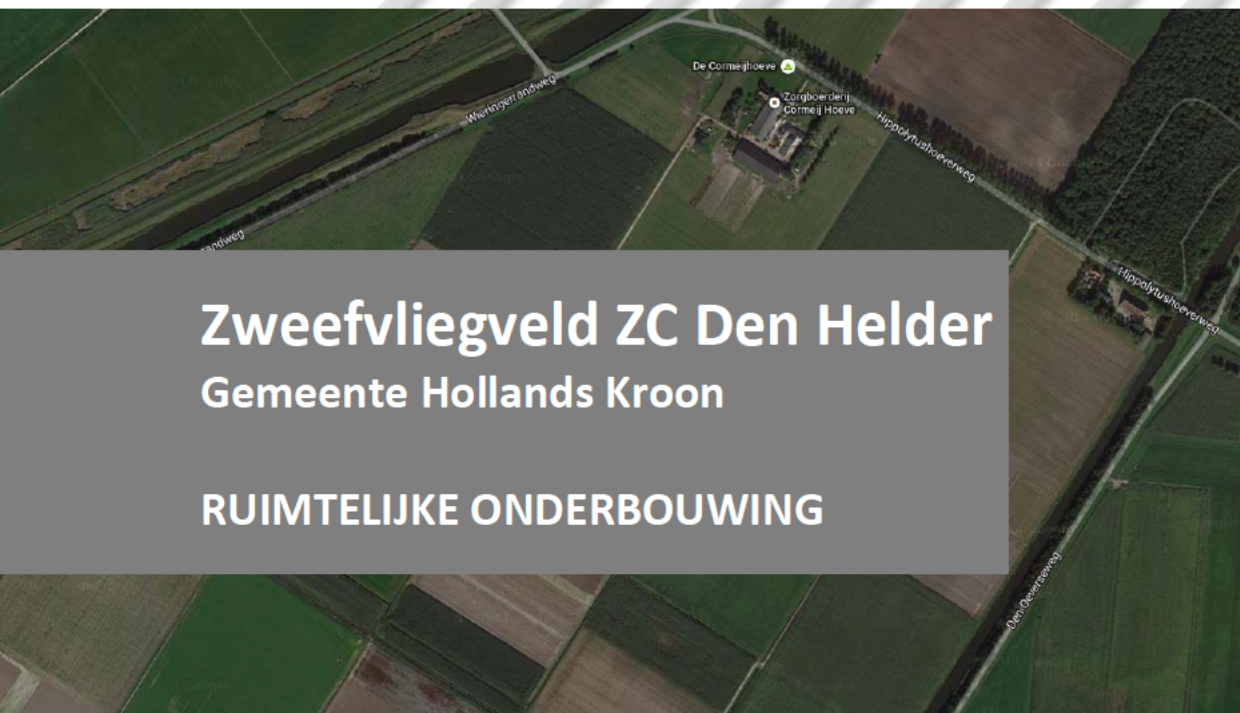 De Cormeijhoeve
Zorgboerderij
Cormeij Hoeve
Wieringerrandweg
Hippolytushoeverweg
andweg
Hippolytushoeverweg
Zweefvliegveld ZC Den Helder
Gemeente Hollands Kroon
RUIMTELIJKE ONDERBOUWING
Den Oeverseweg